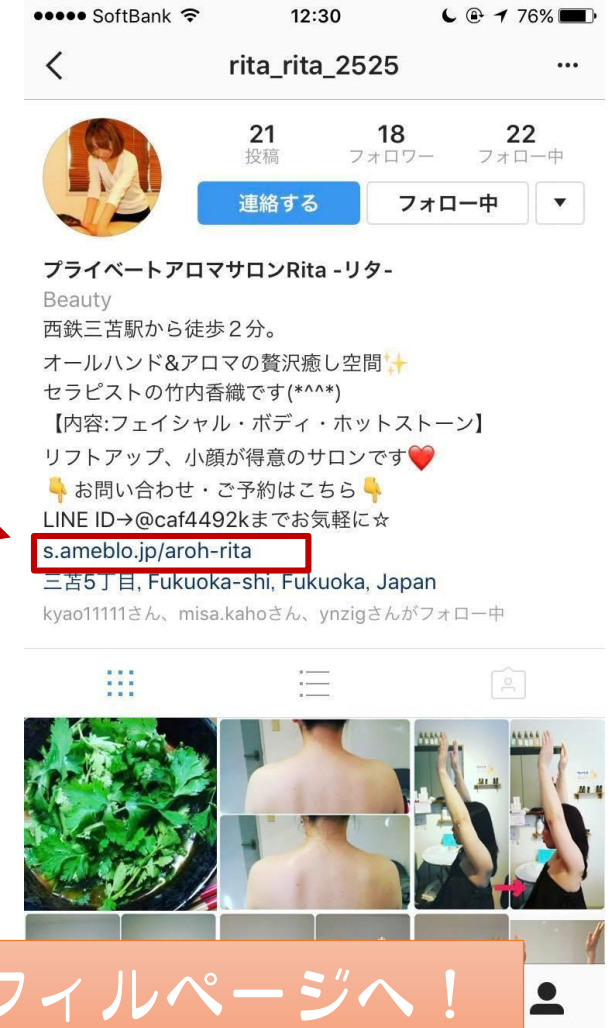 SoftBank 12:30 76%
rita_rita_2525
21 18 22
投稿 フォロワー フォロー中
連絡する フォロー中
プライベートアロマサロンRita -リタ-
Beauty
西鉄三苫駅から徒歩２分。
オールハンド&アロマの贅沢癒し空間✨
セラピストの竹内香織です(*^^*)
【内容:フェイシャル・ボディ・ホットストーン】
リフトアップ、小顔が得意のサロンです❤️
👇お問い合わせ・ご予約はこちら👇
LINE ID→@caf4492kまでお気軽に☆
s.ameblo.jp/aroh-rita
三苫5丁目, Fukuoka-shi, Fukuoka, Japan
kyao11111さん、misa.kahoさん、ynzigさんがフォロー中
フィルページへ！